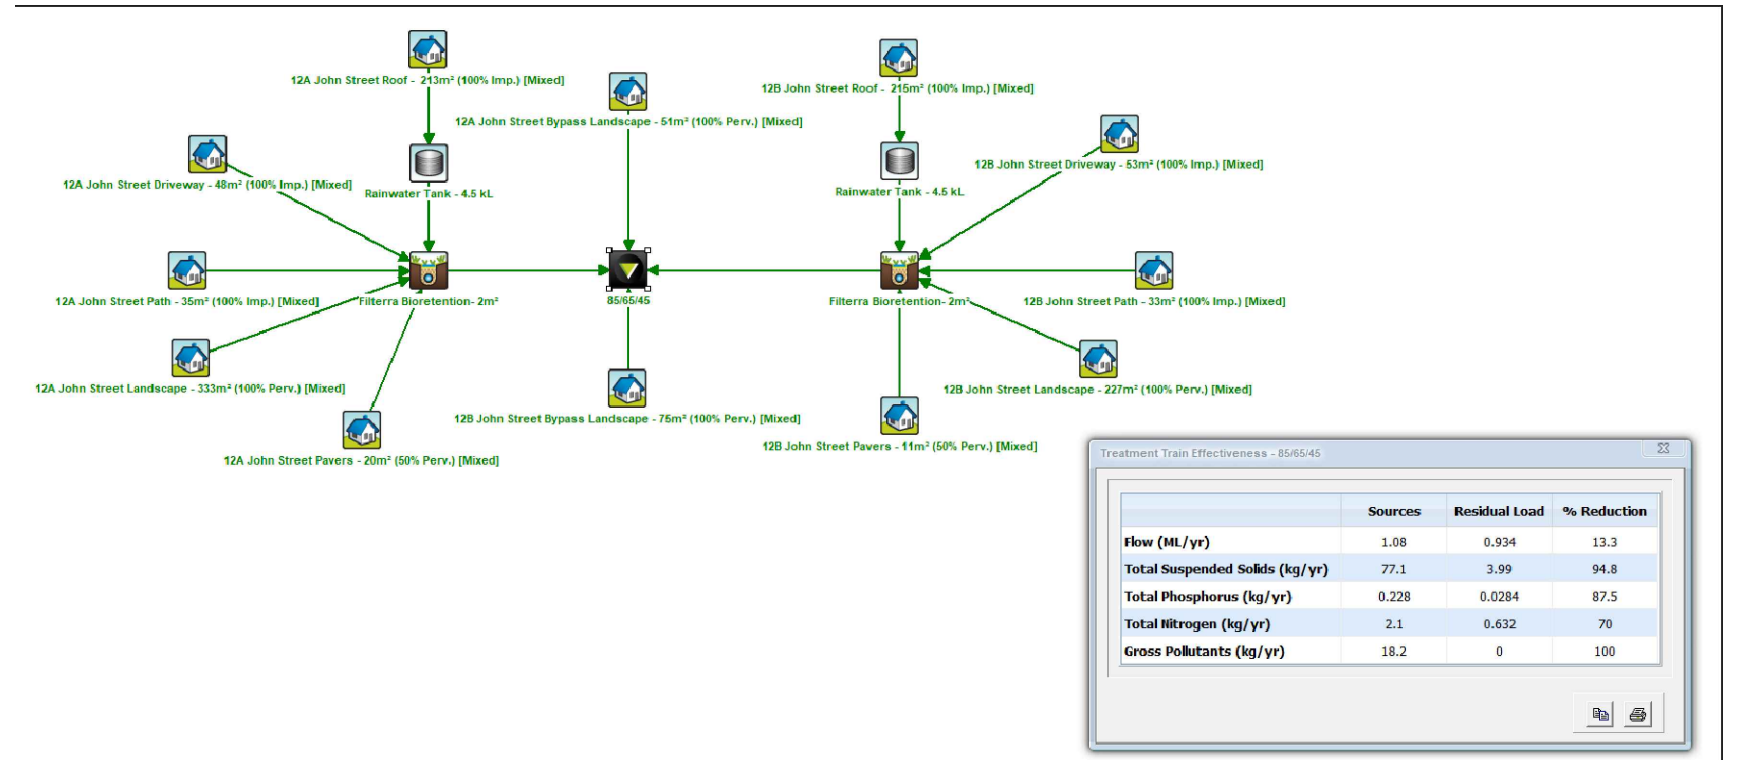 12A John Street Roof - 213m² (100% Imp.) [Mixed]
12B John Street Roof - 215m² (100% Imp.) [Mixed]
12A John Street Bypass Landscape - 51m² (100% Perv.) [Mixed]
12B John Street Driveway - 53m² (100% Imp.) [Mixed]
12A John Street Driveway - 48m² (100% Imp.) [Mixed]
Rainwater Tank - 4.5 kL
Rainwater Tank - 4.5 kL
12A John Street Path - 35m² (100% Imp.) [Mixed]
Filterra Bioretention- 2m²
85/65/45
Filterra Bioretention- 2m²
12B John Street Path - 33m² (100% Imp.) [Mixed]
12A John Street Landscape - 333m² (100% Perv.) [Mixed]
12B John Street Landscape - 227m² (100% Perv.) [Mixed]
12B John Street Bypass Landscape - 75m² (100% Perv.) [Mixed]
12B John Street Pavers - 11m² (50% Perv.) [Mixed]
12A John Street Pavers - 20m² (50% Perv.) [Mixed]
Treatment Train Effectiveness - 85/65/45
Sources Residual Load % Reduction
Flow (ML/yr) 1.08 0.934 13.3
Total Suspended Solids (kg/yr) 77.1 3.99 94.8
Total Phosphorus (kg/yr) 0.228 0.0284 87.5
Total Nitrogen (kg/yr) 2.1 0.632 70
Gross Pollutants (kg/yr) 18.2 0 100